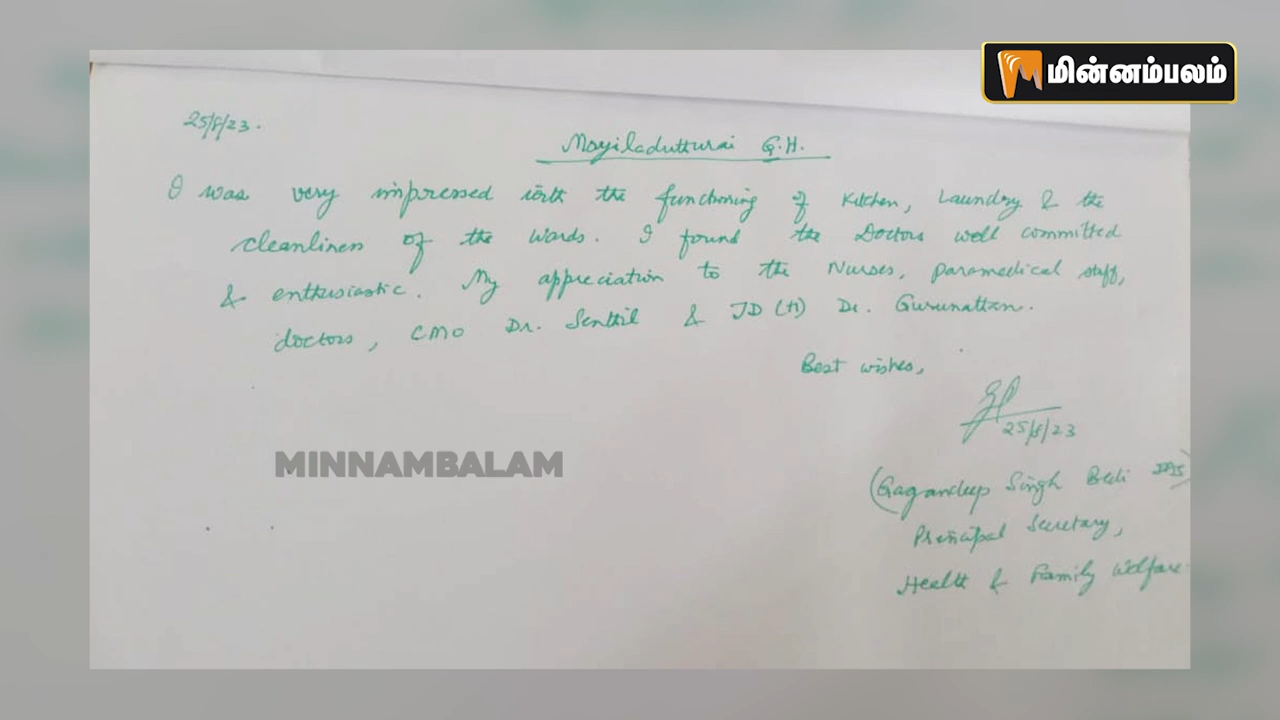 மின்னம்பலம்
25/8/23.
Mayiladutturai G.H.
I was very impressed with the functioning of Kitchen, Laundry & the
cleanliness of the wards. I found the Doctors well committed
& enthusiastic. My appreciation to the Nurses, paramedical staff,
doctors, CMO Dr. Senthil & JD (H) Dr. Gurunathan.
Best wishes,
25/8/23
MINNAMBALAM
(Gagandeep Singh Bedi IAS)
Principal Secretary,
Health & Family Welfare.